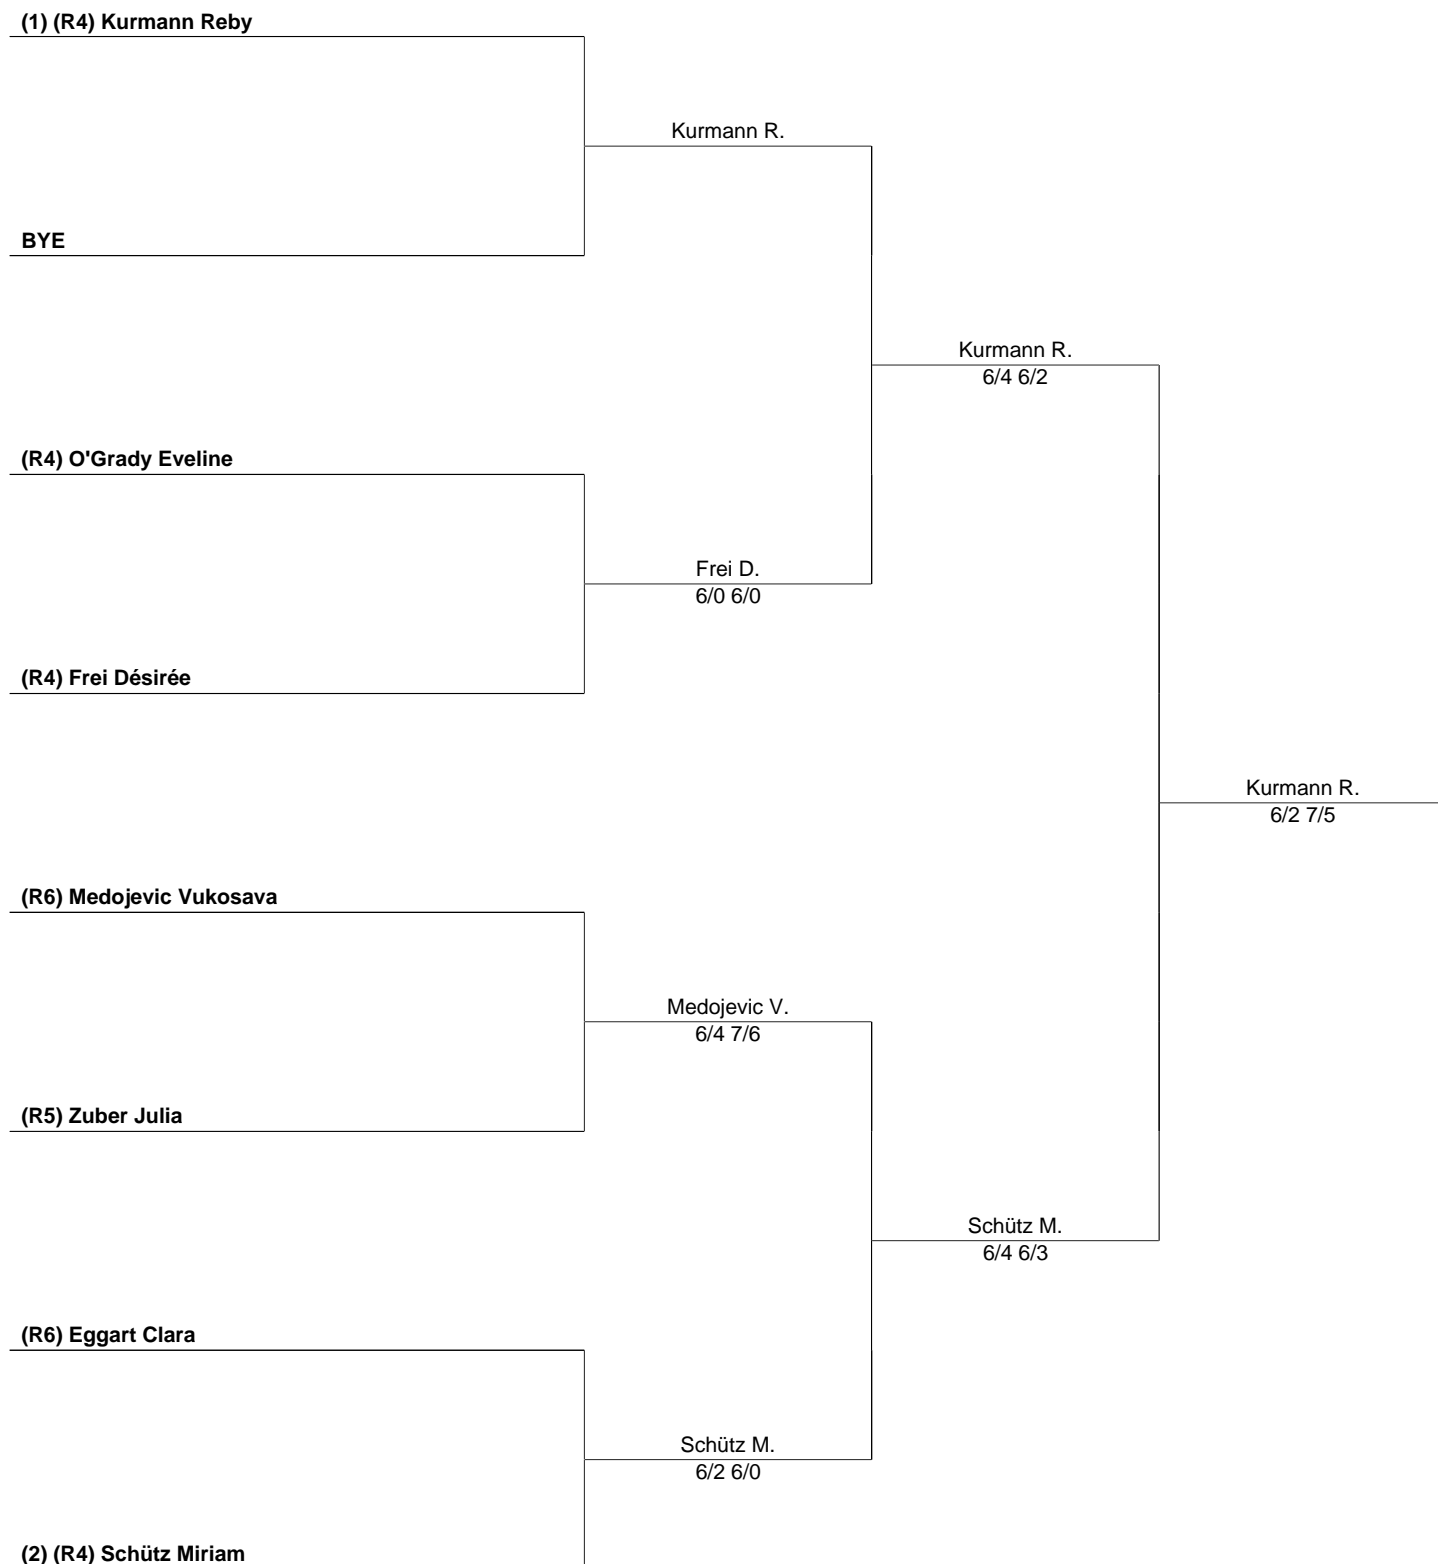 (1) (R4) Kurmann Reby
Kurmann R.
BYE
Kurmann R.
6/4 6/2
(R4) O'Grady Eveline
Frei D.
6/0 6/0
(R4) Frei Désirée
Kurmann R.
6/2 7/5
(R6) Medojevic Vukosava
Medojevic V.
6/4 7/6
(R5) Zuber Julia
Schütz M.
6/4 6/3
(R6) Eggart Clara
Schütz M.
6/2 6/0
(2) (R4) Schütz Miriam